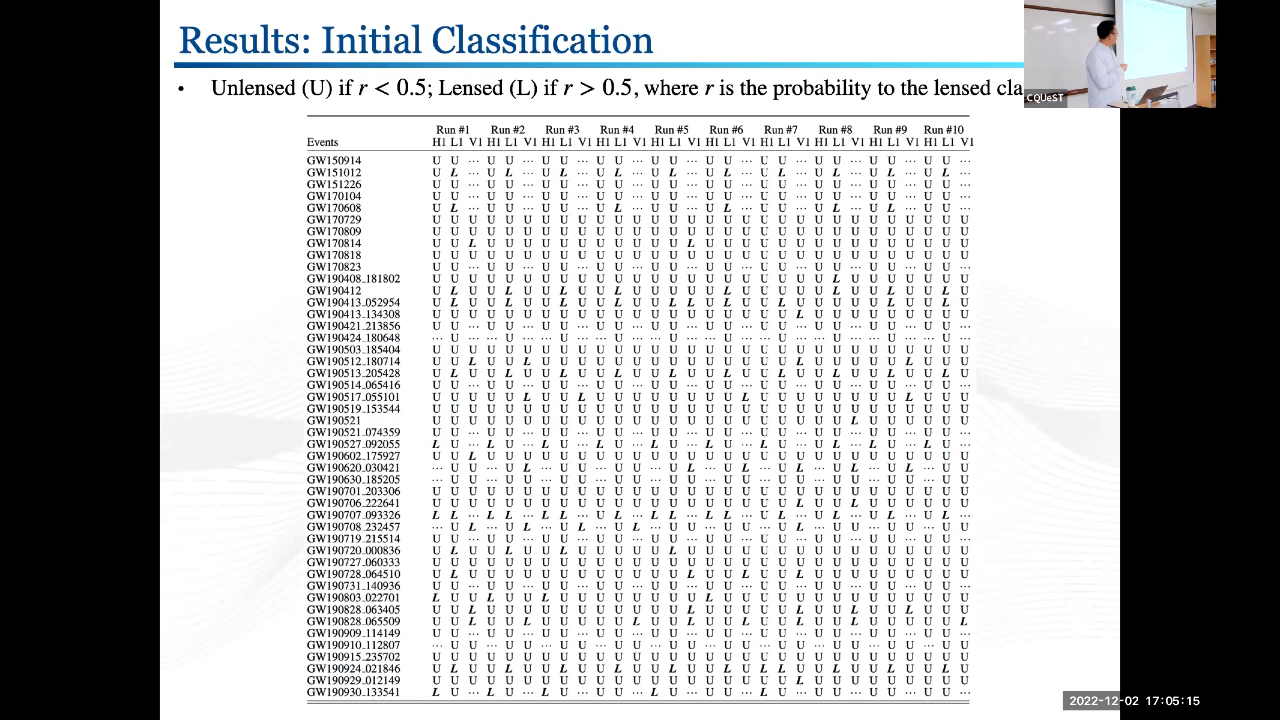 Results: Initial Classification
• Unlensed (U) if r < 0.5; Lensed (L) if r > 0.5, where r is the probability to the lensed cla
CQUeST
Run #1 Run #2 Run #3 Run #4 Run #5 Run #6 Run #7 Run #8 Run #9 Run #10
Events H1 L1 V1 H1 L1 V1 H1 L1 V1 H1 L1 V1 H1 L1 V1 H1 L1 V1 H1 L1 V1 H1 L1 V1 H1 L1 V1 H1 L1 V1
GW150914 U U ··· U U ··· U U ··· U U ··· U U ··· U U ··· U U ··· U U ··· U U ··· U U ···
GW151012 U L ··· U L ··· U L ··· U L ··· U L ··· U L ··· U L ··· U L ··· U L ··· U L ···
GW151226 U U ··· U U ··· U U ··· U U ··· U U ··· U U ··· U U ··· U U ··· U U ··· U U ···
GW170104 U U ··· U U ··· U U ··· U U ··· U U ··· U U ··· U U ··· U U ··· U U ··· U U ···
GW170608 U L ··· U U ··· U U ··· U L ··· U U ··· U L ··· U U ··· U L ··· U L ··· U U ···
GW170729 U U U U U U U U U U U U U U U U U U U U U U U U U U U U U U
GW170809 U U U U U U U U U U U U U U U U U U U U U U U U U U U U U U
GW170814 U U L U U U U U U U U U U U L U U U U U U U U U U U U U U U
GW170818 U U U U U U U U U U U U U U U U U U U U U U U U U U U U U U
GW170823 U U ··· U U ··· U U ··· U U ··· U U ··· U U ··· U U ··· U U ··· U U ··· U U ···
GW190408_181802 U U U U U U U U U U U U U U U U U U U U U U L U U U U U U U
GW190412 U L U U L U U L U U L U U U U U L U U U U U L U U L U U L U
GW190413_052954 U L U U L U U L U U L U U L L U L U U L U U U U U L U U L U
GW190413_134308 U U U U U U U U U U U U U U U U U U U U L U U U U U U U U U
GW190421_213856 U U ··· U U ··· U U ··· U U ··· U U ··· U U ··· U U ··· U U ··· U U ··· U U ···
GW190424_180648 ··· U ··· ··· U ··· ··· U ··· ··· U ··· ··· U ··· ··· U ··· ··· U ··· ··· U ··· ··· U ··· ··· U ···
GW190503_185404 U U U U U U U U U U U U U U U U U U U U U U U U U U U U U U
GW190512_180714 U U L U U L U U U U U U U U U U U U U U L U U U U U L U U U
GW190513_205428 U L U U L U U L U U L U U L U U L U U L U U L U U L U U L U
GW190514_065416 U U ··· U U ··· U U ··· U U ··· U U ··· U U ··· U U ··· U U ··· U U ··· U U ···
GW190517_055101 U U U U U L U U L U U U U U U U U L U U U U U U U U L U U U
GW190519_153544 U U U U U U U U U U U U U U U U U U U U U U U U U U U U U U
GW190521 U U U U U U U U U U U U U U U U U U U U U U U L U U U U U U
GW190521_074359 U U ··· U U ··· U U ··· U U ··· U U ··· U U ··· U U ··· U U ··· U U ··· U U ···
GW190527_092055 L U ··· L U ··· L U ··· L U ··· L U ··· L U ··· L U ··· U L ··· L U ··· L U ···
GW190602_175927 U U L U U U U U U U U U U U U U U U U U U U U U U U U U U U
GW190620_030421 ··· U U ··· U L ··· U U ··· U U ··· U L ··· U L ··· U L ··· U L ··· U L ··· U U
GW190630_185205 ··· U U ··· U U ··· U U ··· U U ··· U U ··· U U ··· U U ··· U U ··· U U ··· U U
GW190701_203306 U U U U U U U U U U U U U U U U U U U U U U U U U U U U U U
GW190706_222641 U U U U U U U U U U U U U U U U U U U U L U U L U U U U U U
GW190707_093326 L L ··· L L ··· L L ··· U L ··· L L ··· L L ··· U L ··· U L ··· U L ··· U L ···
GW190708_232457 ··· U L ··· U L ··· U L ··· U L ··· U U ··· U U ··· U L ··· U U ··· U U ··· U U
GW190719_215514 U U ··· U U ··· U U ··· U U ··· U U ··· U U ··· U U ··· U U ··· U U ··· U U ···
GW190720_000836 U L U U L U U L U U U U U L U U U U U U U U U U U U U U U U
GW190727_060333 U U U U U U U U U U U U U U U U U U U U U U U U U U U U U U
GW190728_064510 U L U U U U U U U U U U U U L U U L U U L U U U U U U U U U
GW190731_140936 U U ··· U U ··· U U ··· U U ··· U U ··· U U ··· U U ··· U U ··· U U ··· U U ···
GW190803_022701 L U U L U U L U U U U U U U U L U U U U U U U U U U U U U U
GW190828_063405 U U L U U U U U U U U U U U L U U U U U L U U L U U L U U U
GW190828_065509 U U L U U L U U U U U L U U L U U L U U L U U L U U U U U L
GW190909_114149 U U ··· U U ··· U U ··· U U ··· U U ··· U U ··· U U ··· U U ··· U U ··· U U ···
GW190910_112807 ··· U U ··· U U ··· U U ··· U U ··· U U ··· U U ··· U U ··· U U ··· U U ··· U U
GW190915_235702 U U U U U U U U U U U U U U U U U U U U U U U U U U U U U U
GW190924_021846 U L U U L U U L U U L U U L U U L U L L U U L U U L U U L U
GW190929_012149 U U U U U U U U U U U U U U U U U U U U L U U U U U U U U U
GW190930_133541 L U ··· L U ··· L U ··· U U ··· L U ··· U U ··· L U ··· U U ··· U U ··· U U ···
2022-12-02 17:05:15